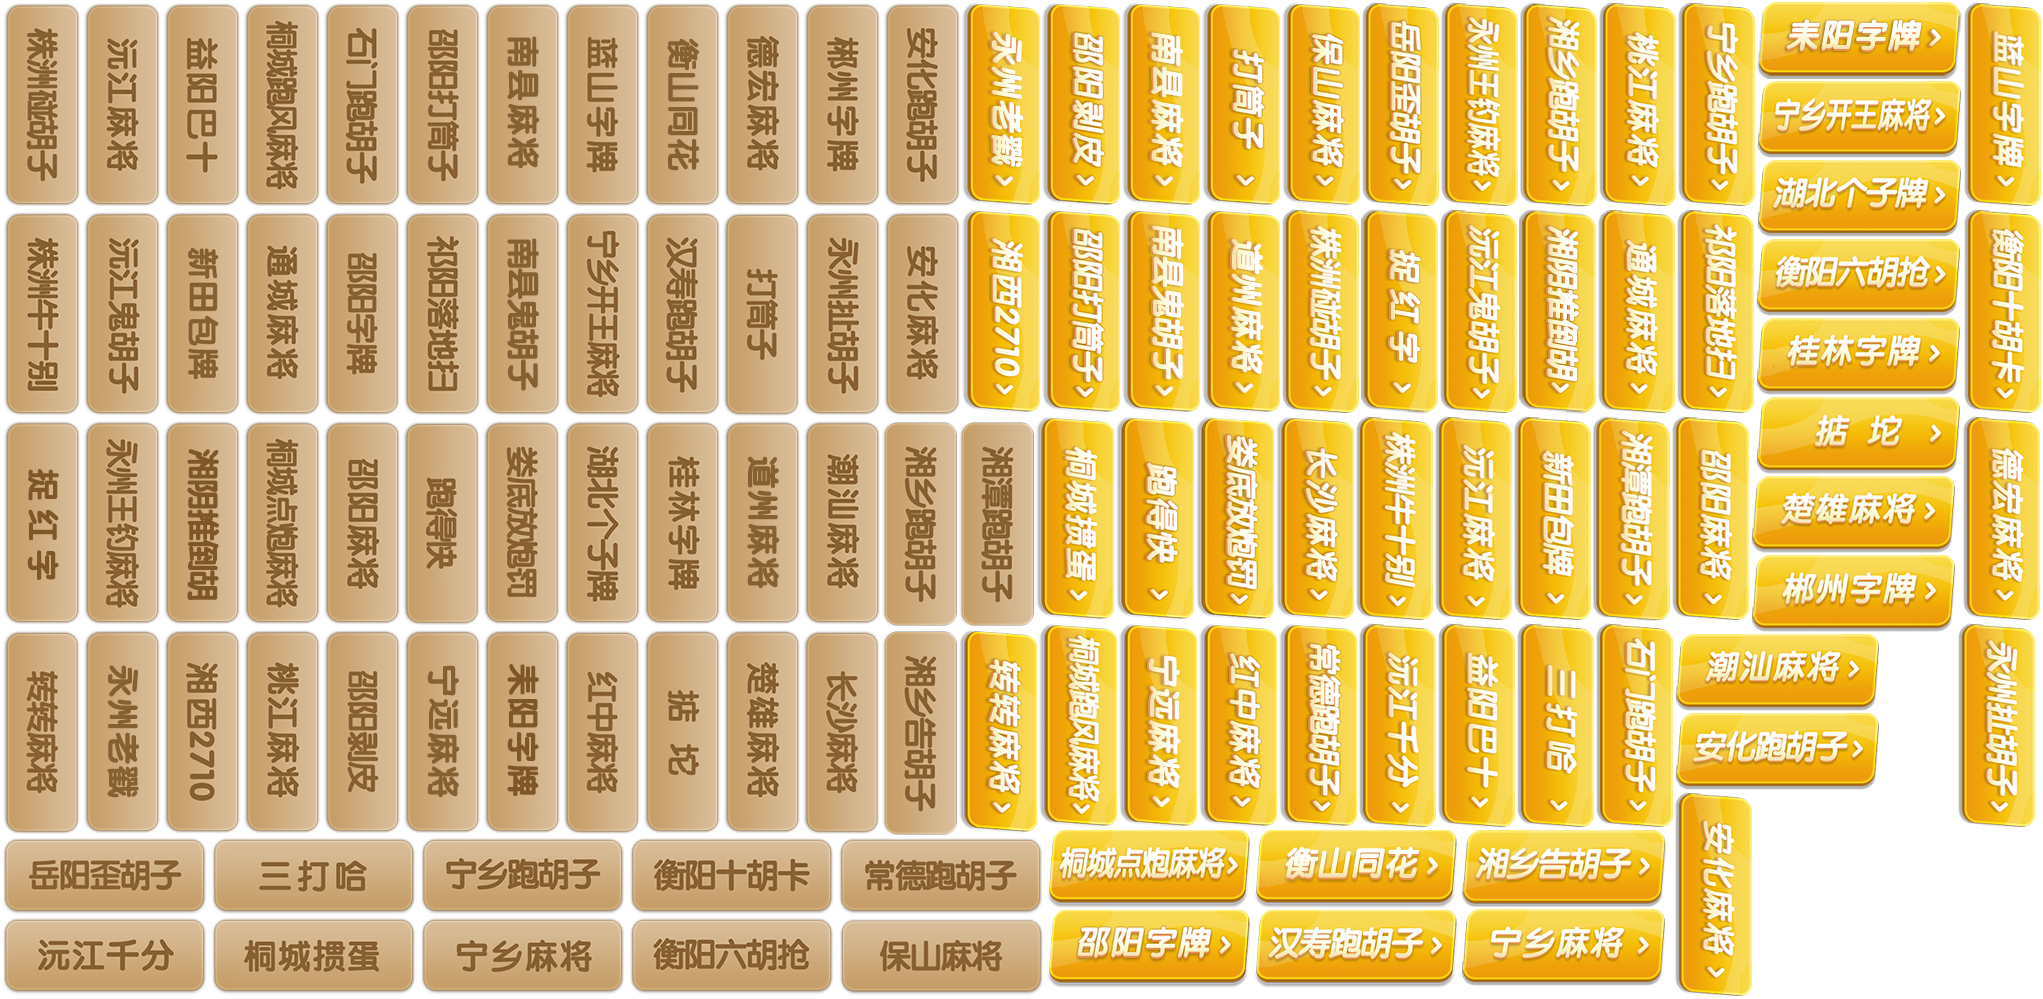 株洲碰胡子
沅江麻将
益阳巴十
桐城跑风麻将
石门跑胡子
邵阳打筒子
南县麻将
蓝山字牌
衡山同花
德宏麻将
郴州字牌
安化跑胡子
永州老戳
邵阳剥皮
南县麻将
打筒子
保山麻将
岳阳歪胡子
永州王钓麻将
湘乡跑胡子
桃江麻将
宁乡跑胡子
耒阳字牌
宁乡开王麻将
湖北个子牌
蓝山字牌
株洲牛十别
沅江鬼胡子
新田包牌
通城麻将
邵阳字牌
祁阳落地扫
南县鬼胡子
宁乡开王麻将
汉寿跑胡子
打筒子
永州扯胡子
安化麻将
湘西2710
邵阳打筒子
南县鬼胡子
道州麻将
株洲碰胡子
捉红字
沅江鬼胡子
湘阴推倒胡
通城麻将
祁阳落地扫
衡阳六胡抢
桂林字牌
衡阳十胡卡
捉红字
永州王钓麻将
湘阴推倒胡
桐城点炮麻将
邵阳麻将
跑得快
娄底放炮罚
湖北个子牌
桂林字牌
道州麻将
潮汕麻将
湘乡跑胡子
湘潭跑胡子
桐城掼蛋
跑得快
娄底放炮罚
长沙麻将
株洲牛十别
沅江麻将
新田包牌
湘潭跑胡子
邵阳麻将
掂坨
楚雄麻将
郴州字牌
德宏麻将
转转麻将
永州老戳
湘西2710
桃江麻将
邵阳剥皮
宁远麻将
耒阳字牌
红中麻将
掂坨
楚雄麻将
长沙麻将
湘乡告胡子
转转麻将
桐城跑风麻将
宁远麻将
红中麻将
常德跑胡子
沅江千分
益阳巴十
三打哈
石门跑胡子
潮汕麻将
安化跑胡子
永州扯胡子
岳阳歪胡子
三打哈
宁乡跑胡子
衡阳十胡卡
常德跑胡子
桐城点炮麻将
衡山同花
湘乡告胡子
安化麻将
沅江千分
桐城掼蛋
宁乡麻将
衡阳六胡抢
保山麻将
邵阳字牌
汉寿跑胡子
宁乡麻将